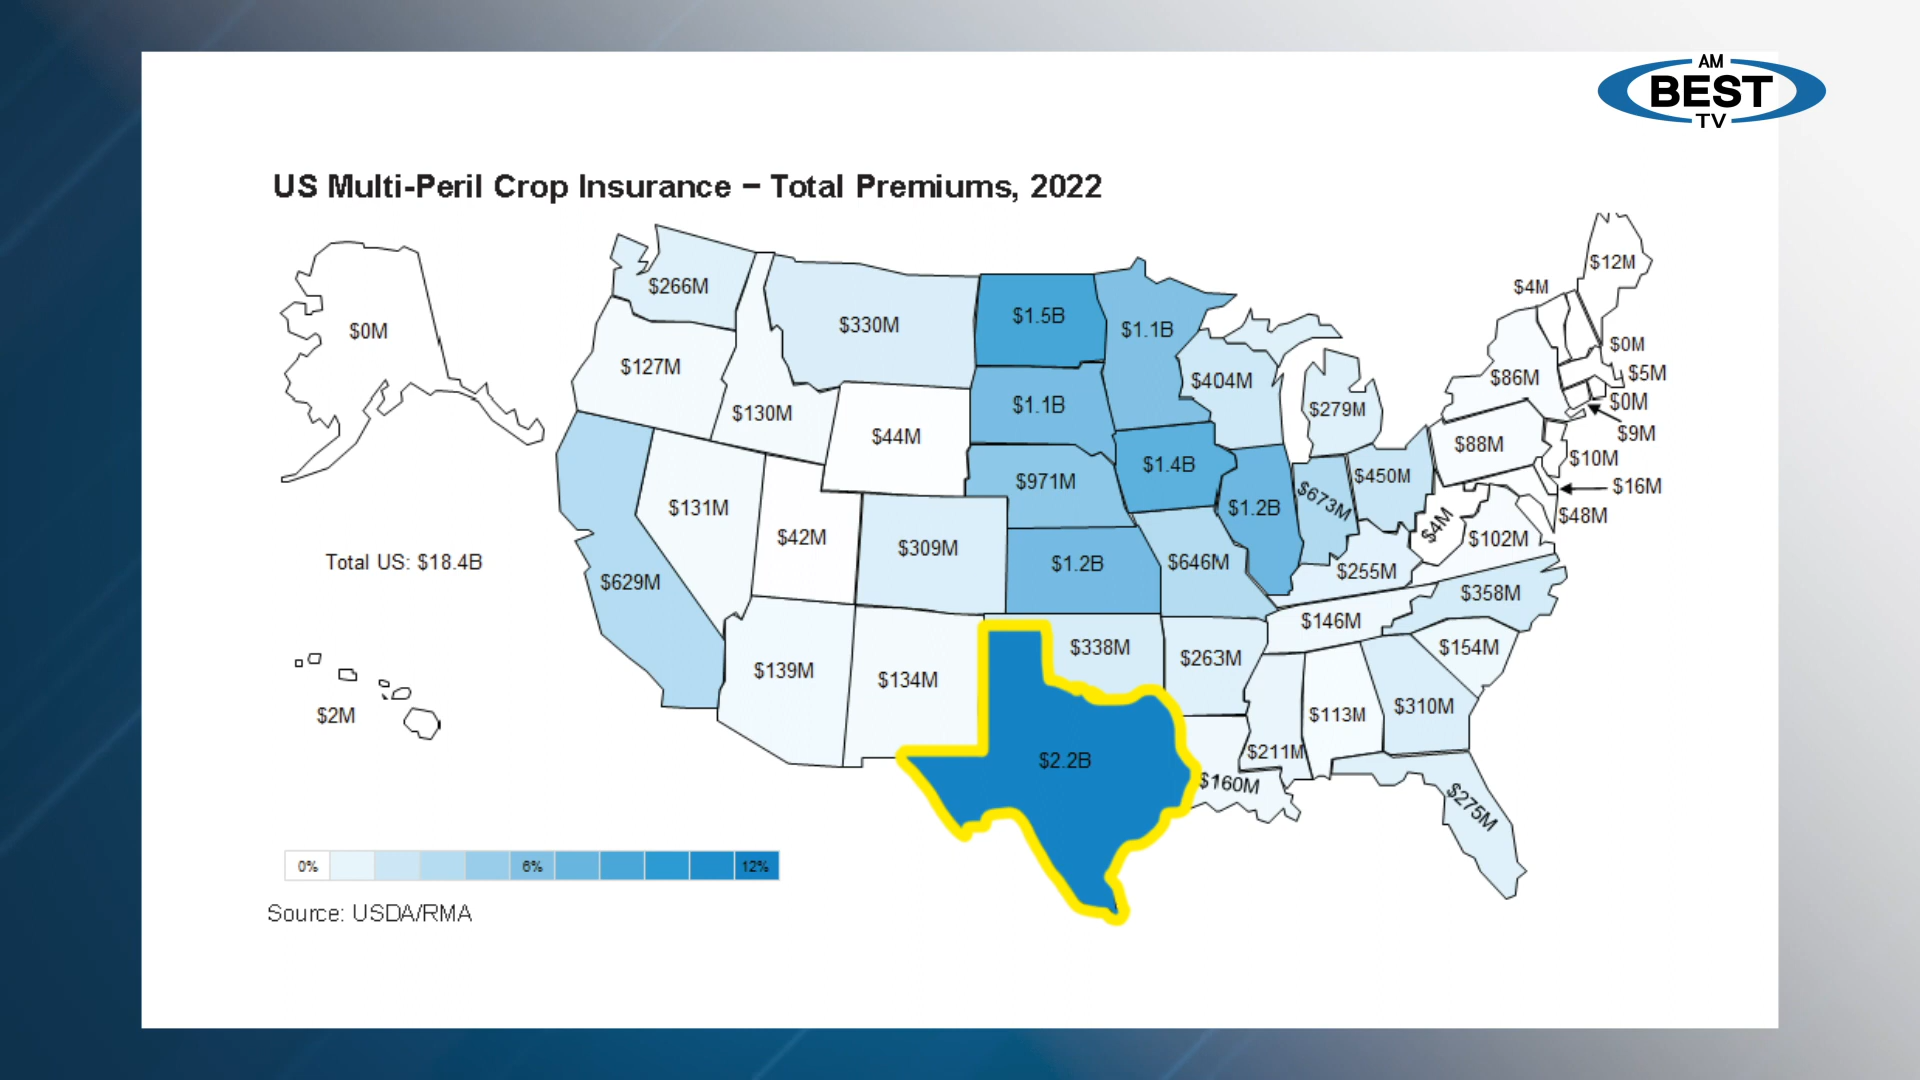 AM
BEST
TV
US Multi-Peril Crop Insurance – Total Premiums, 2022
$12M
$4M
$266M
$0M
$330M
$1.5B
$1.1B
$0M
$127M
$404M
$86M
$5M
$130M
$1.1B
$279M
$0M
$44M
$9M
$88M
$1.4B
$10M
$971M
$450M
$16M
$131M
$1.2B
$673M
$48M
$42M
$309M
$4M
$102M
Total US: $18.4B
$1.2B
$646M
$255M
$629M
$358M
$146M
$338M
$154M
$139M
$134M
$263M
$2M
$113M
$310M
$2.2B
$211M
$160M
$275M
0% 6% 12%
Source: USDA/RMA